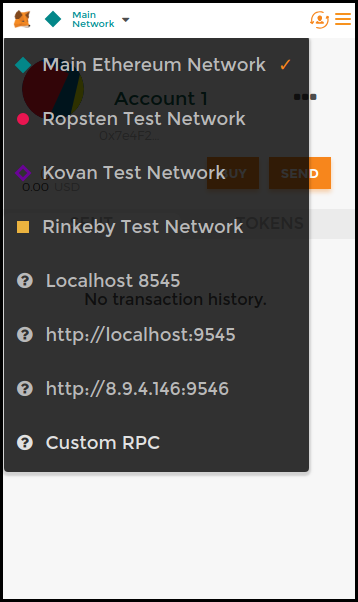 Main
Network
Main Ethereum Network ✓
Account 1
Ropsten Test Network
0x7e4F2...
Kovan Test Network
BUY
SEND
0.00 USD
Rinkeby Test Network
SENT
TOKENS
Localhost 8545
No transaction history.
http://localhost:9545
http://8.9.4.146:9546
Custom RPC